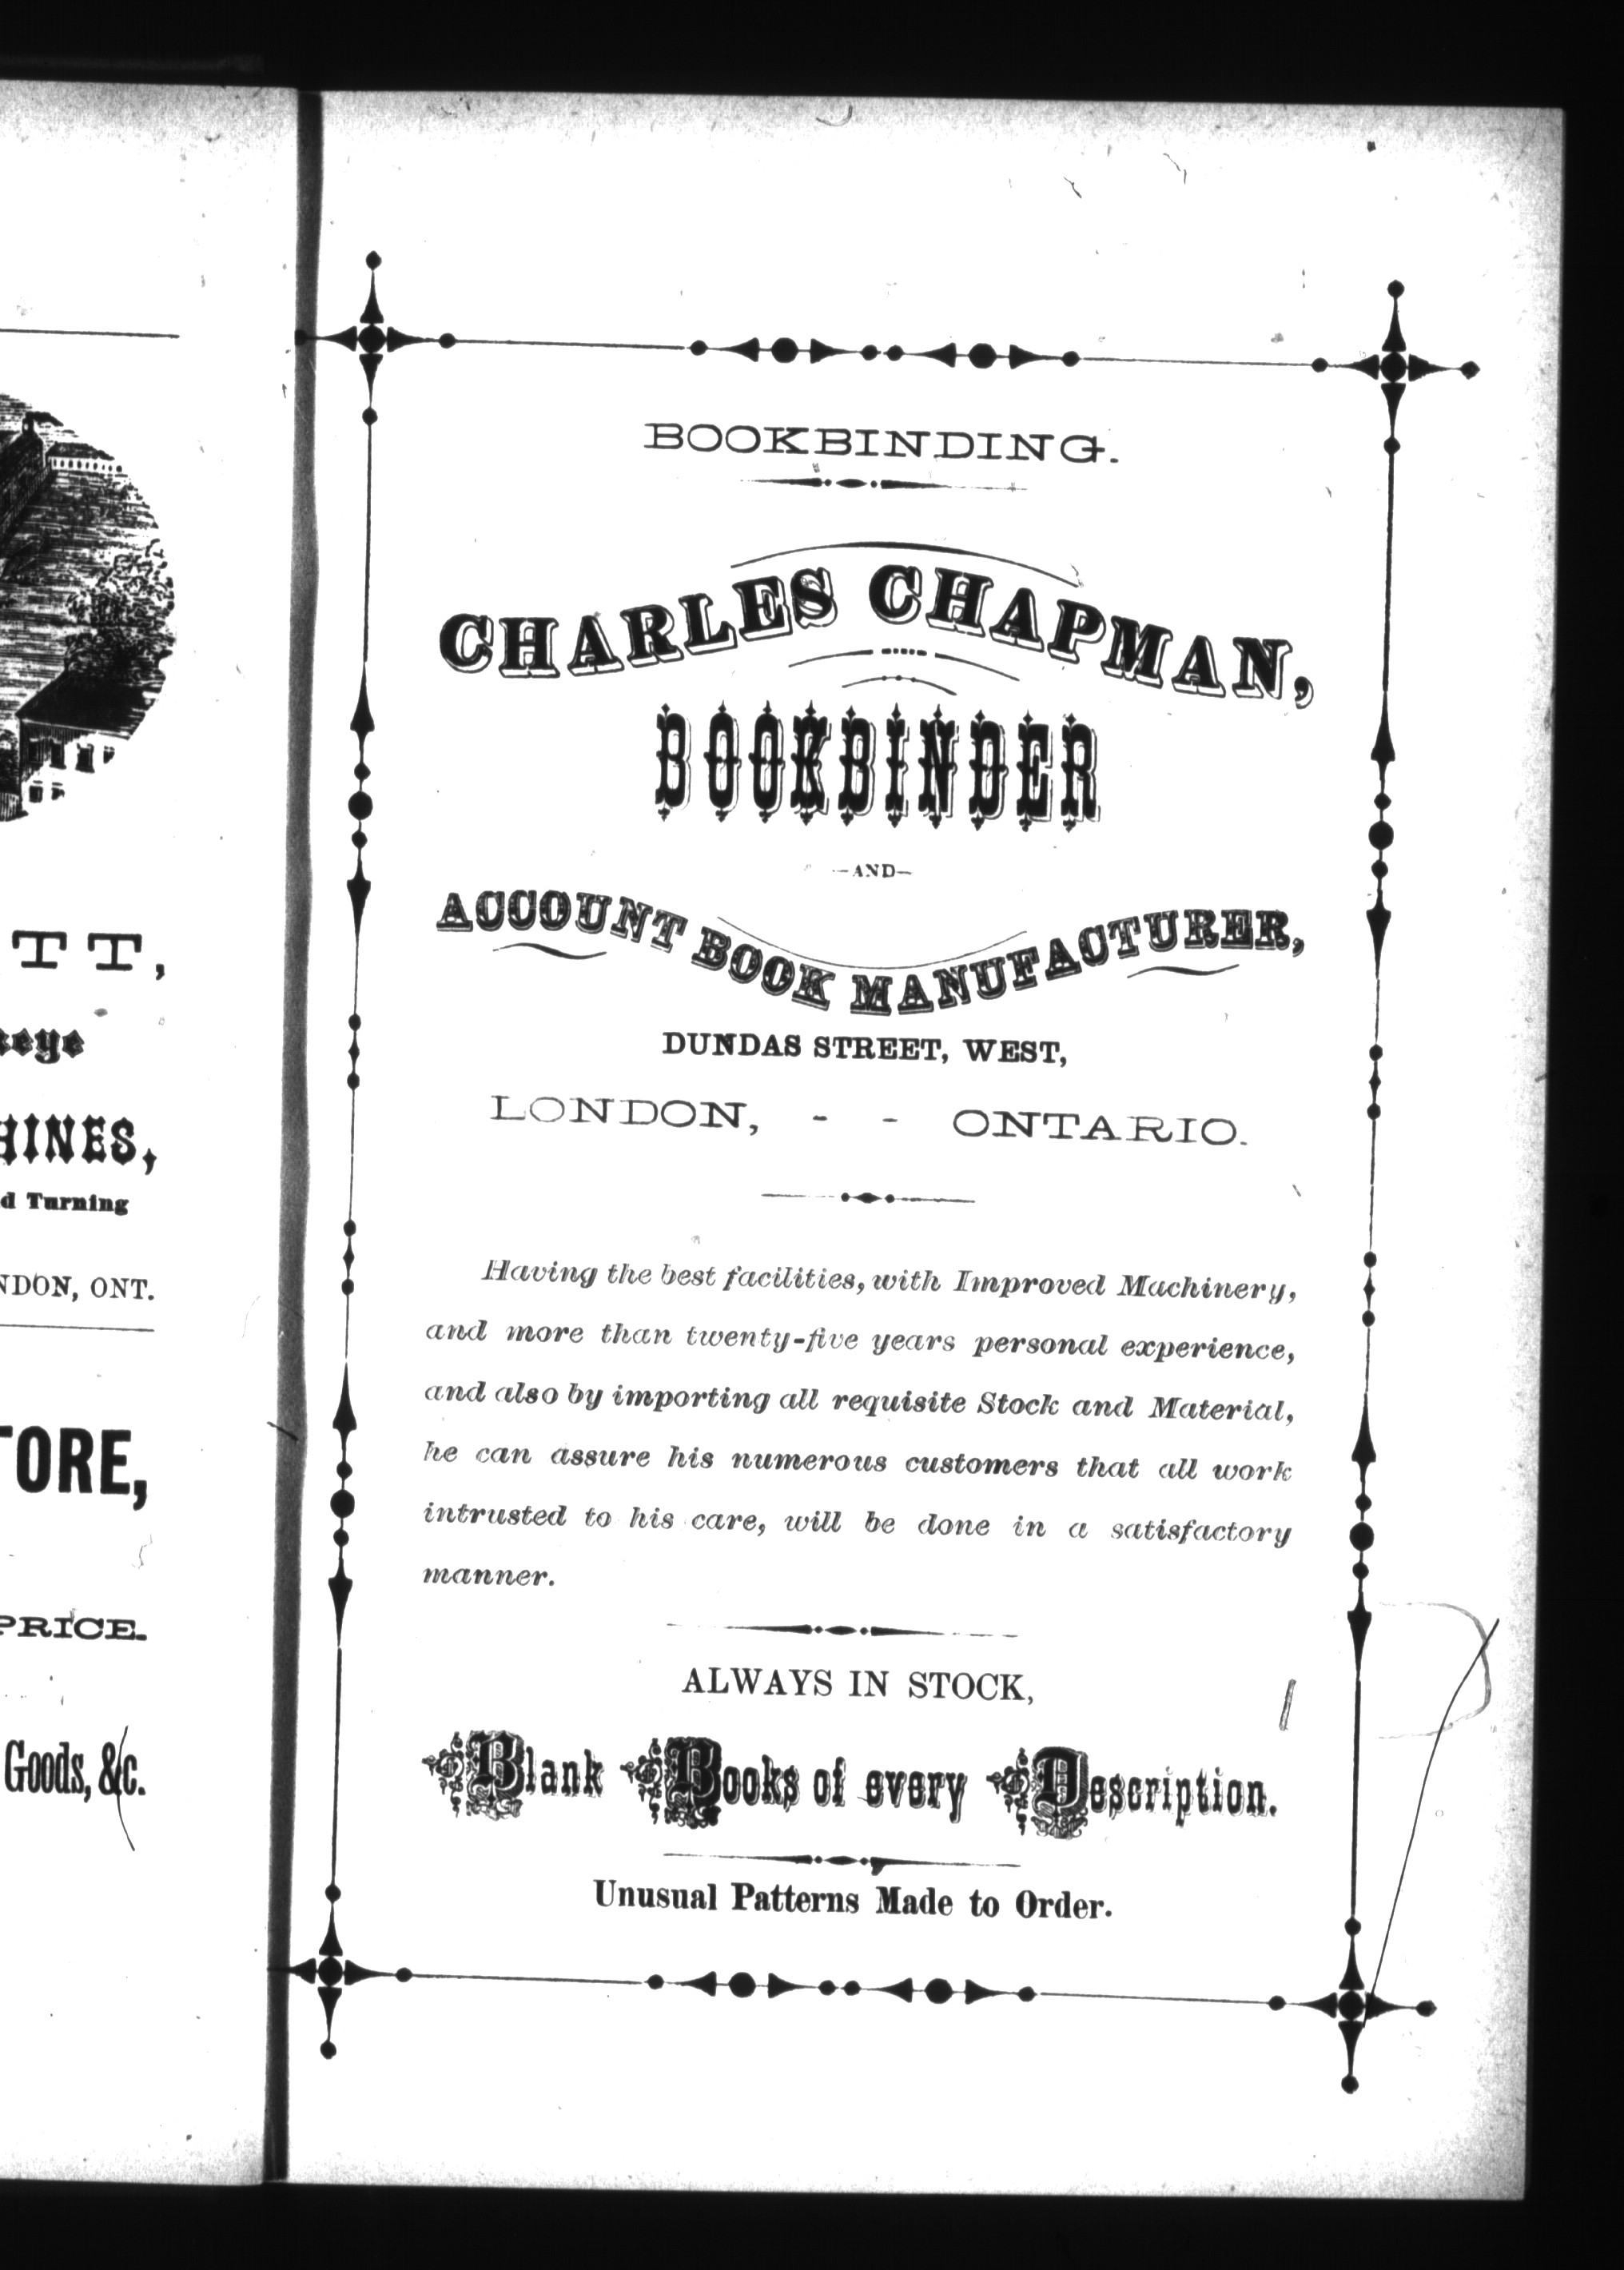 TT,
HINES,
d Turning
NDON, ONT.
TORE,
PRICE.
Goods, &c.
BOOKBINDING.
CHARLES CHAPMAN,
BOOKBINDER
—AND—
ACCOUNT BOOK MANUFACTURER,
DUNDAS STREET, WEST,
LONDON, - - ONTARIO.
Having the best facilities, with Improved Machinery,
and more than twenty-five years personal experience,
and also by importing all requisite Stock and Material,
he can assure his numerous customers that all work
intrusted to his care, will be done in a satisfactory
manner.
ALWAYS IN STOCK,
Blank Books of every Description.
Unusual Patterns Made to Order.